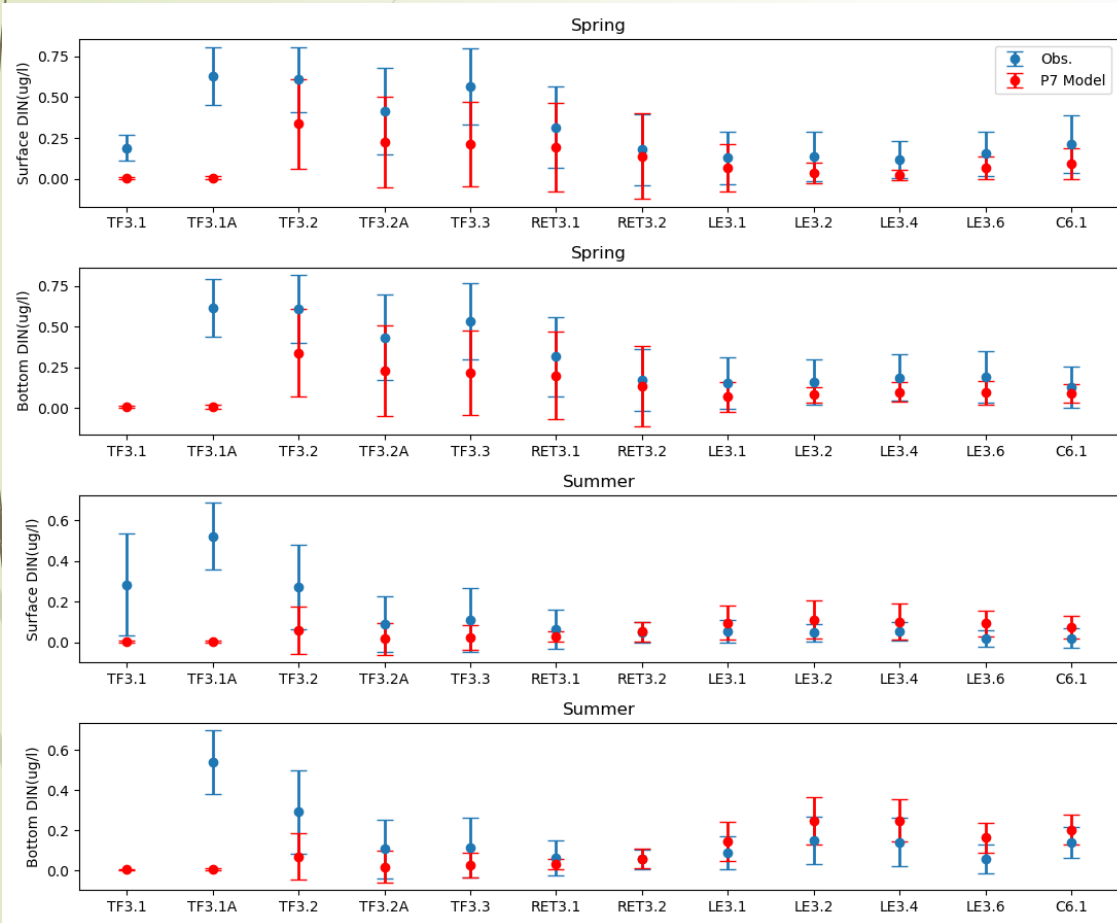 Spring
Surface DIN(ug/l)
0.75
0.50
0.25
0.00
Obs.
P7 Model
TF3.1 TF3.1A TF3.2 TF3.2A TF3.3 RET3.1 RET3.2 LE3.1 LE3.2 LE3.4 LE3.6 C6.1
Spring
Bottom DIN(ug/l)
0.75
0.50
0.25
0.00
TF3.1 TF3.1A TF3.2 TF3.2A TF3.3 RET3.1 RET3.2 LE3.1 LE3.2 LE3.4 LE3.6 C6.1
Summer
Surface DIN(ug/l)
0.6
0.4
0.2
0.0
TF3.1 TF3.1A TF3.2 TF3.2A TF3.3 RET3.1 RET3.2 LE3.1 LE3.2 LE3.4 LE3.6 C6.1
Summer
Bottom DIN(ug/l)
0.6
0.4
0.2
0.0
TF3.1 TF3.1A TF3.2 TF3.2A TF3.3 RET3.1 RET3.2 LE3.1 LE3.2 LE3.4 LE3.6 C6.1